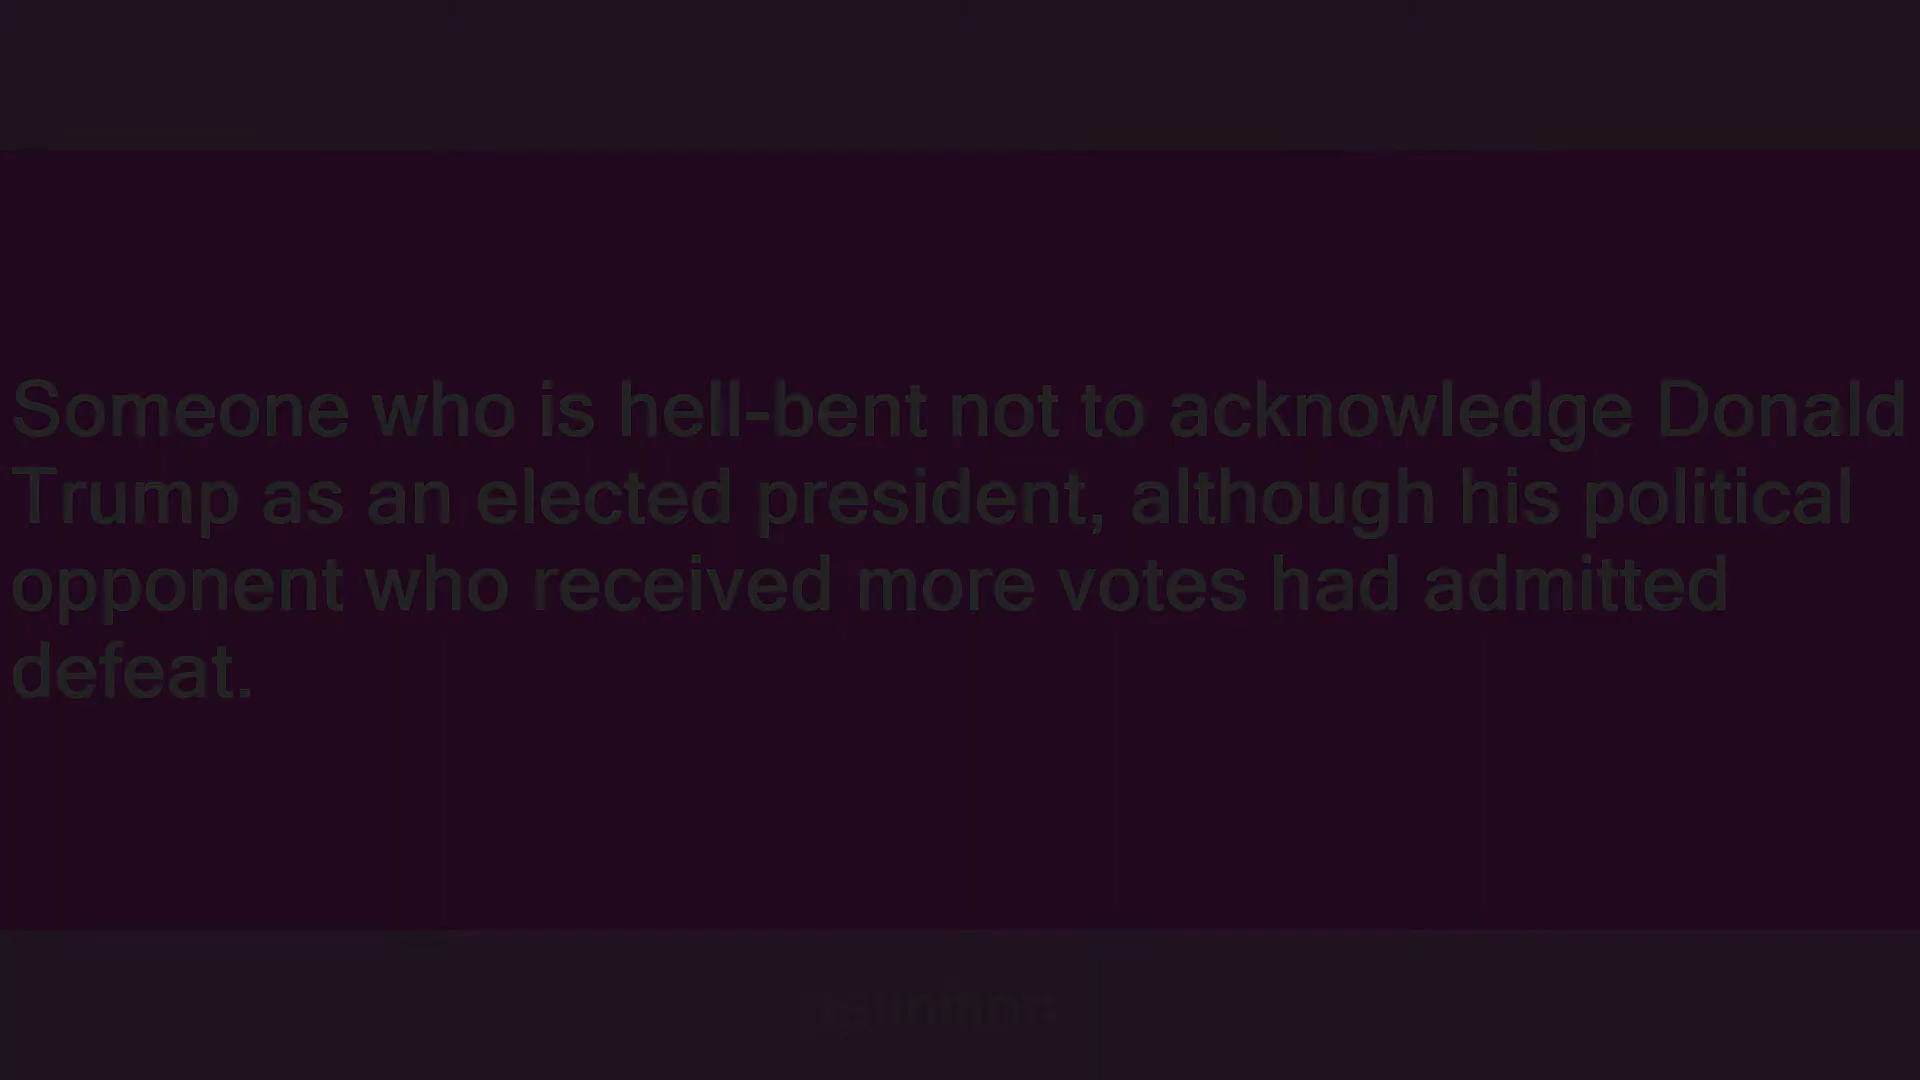 Someone who is hell-bent not to acknowledge Donald
Trump as an elected president, although his political
opponent who received more votes had admitted
defeat.